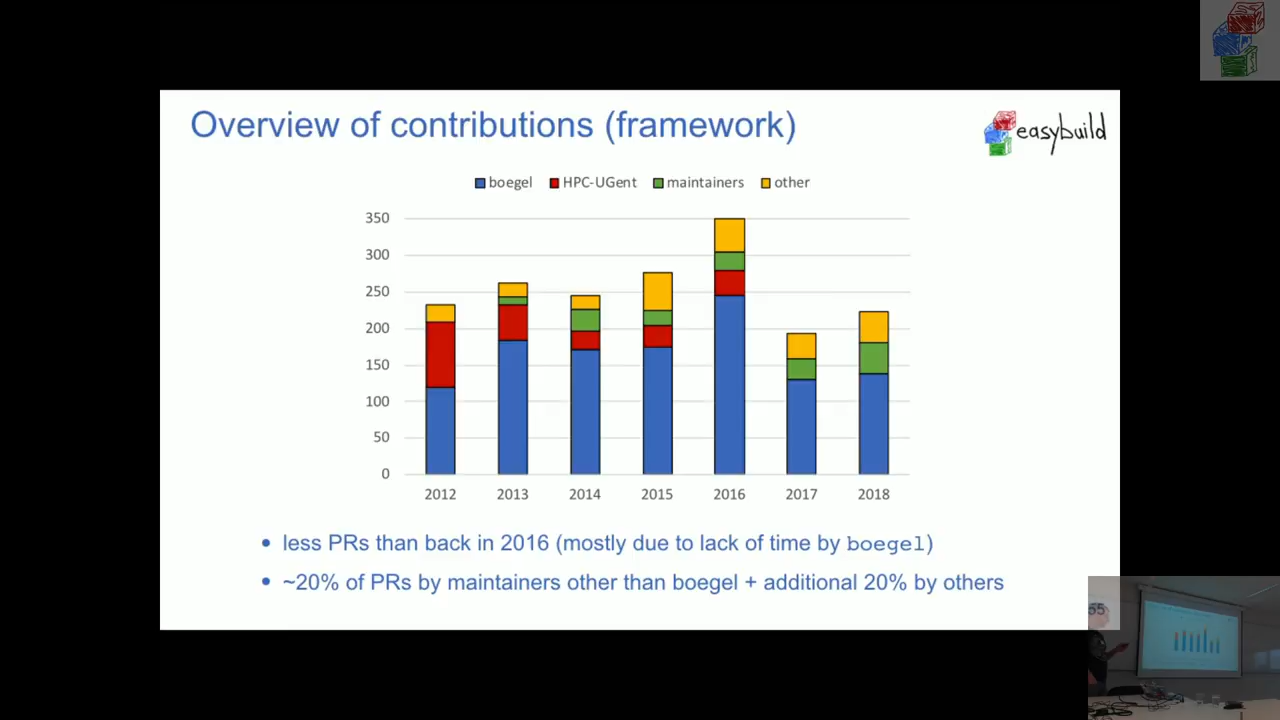 Overview of contributions (framework)
easybuild
boegel HPC-UGent maintainers other
350
300
250
200
150
100
50
0
2012 2013 2014 2015 2016 2017 2018
• less PRs than back in 2016 (mostly due to lack of time by boegel)
• ~20% of PRs by maintainers other than boegel + additional 20% by others
55